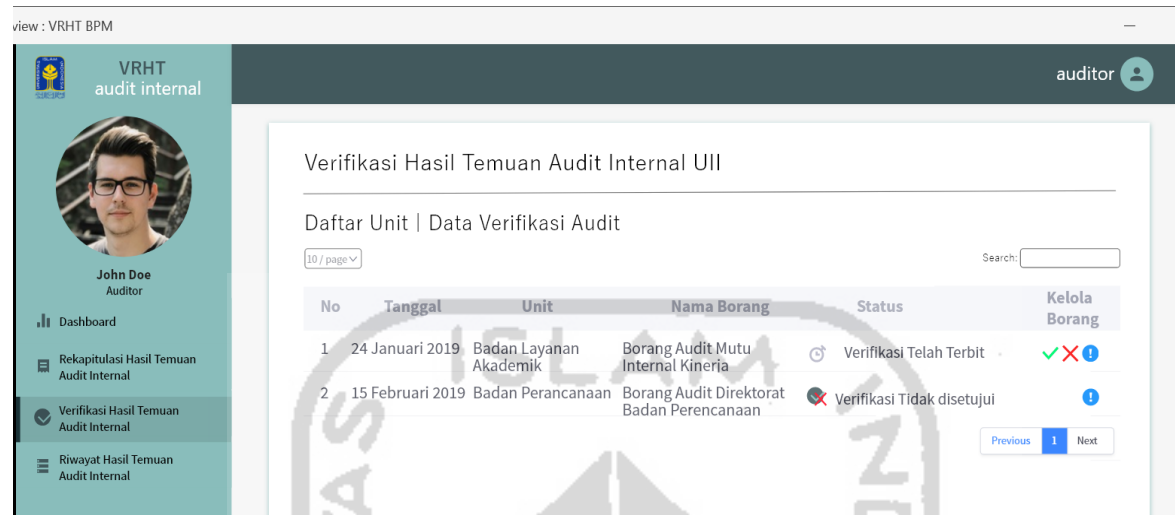 view : VRHT BPM
VRHT
audit internal
auditor
John Doe
Auditor
Dashboard
Rekapitulasi Hasil Temuan
Audit Internal
Verifikasi Hasil Temuan
Audit Internal
Riwayat Hasil Temuan
Audit Internal
Verifikasi Hasil Temuan Audit Internal UII
Daftar Unit | Data Verifikasi Audit
10 / page
Search:
No Tanggal Unit Nama Borang Status Kelola
Borang
1 24 Januari 2019 Badan Layanan Borang Audit Mutu Verifikasi Telah Terbit
Akademik Internal Kinerja
2 15 Februari 2019 Badan Perancanaan Borang Audit Direktorat Verifikasi Tidak disetujui
Badan Perencanaan
Previous 1 Next
ISLAM